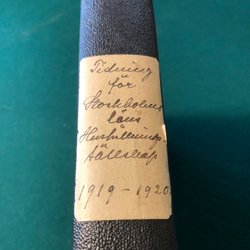 Tidning
för
Stockholms
läns
Hushållnings-
sällskap
1919-1920.